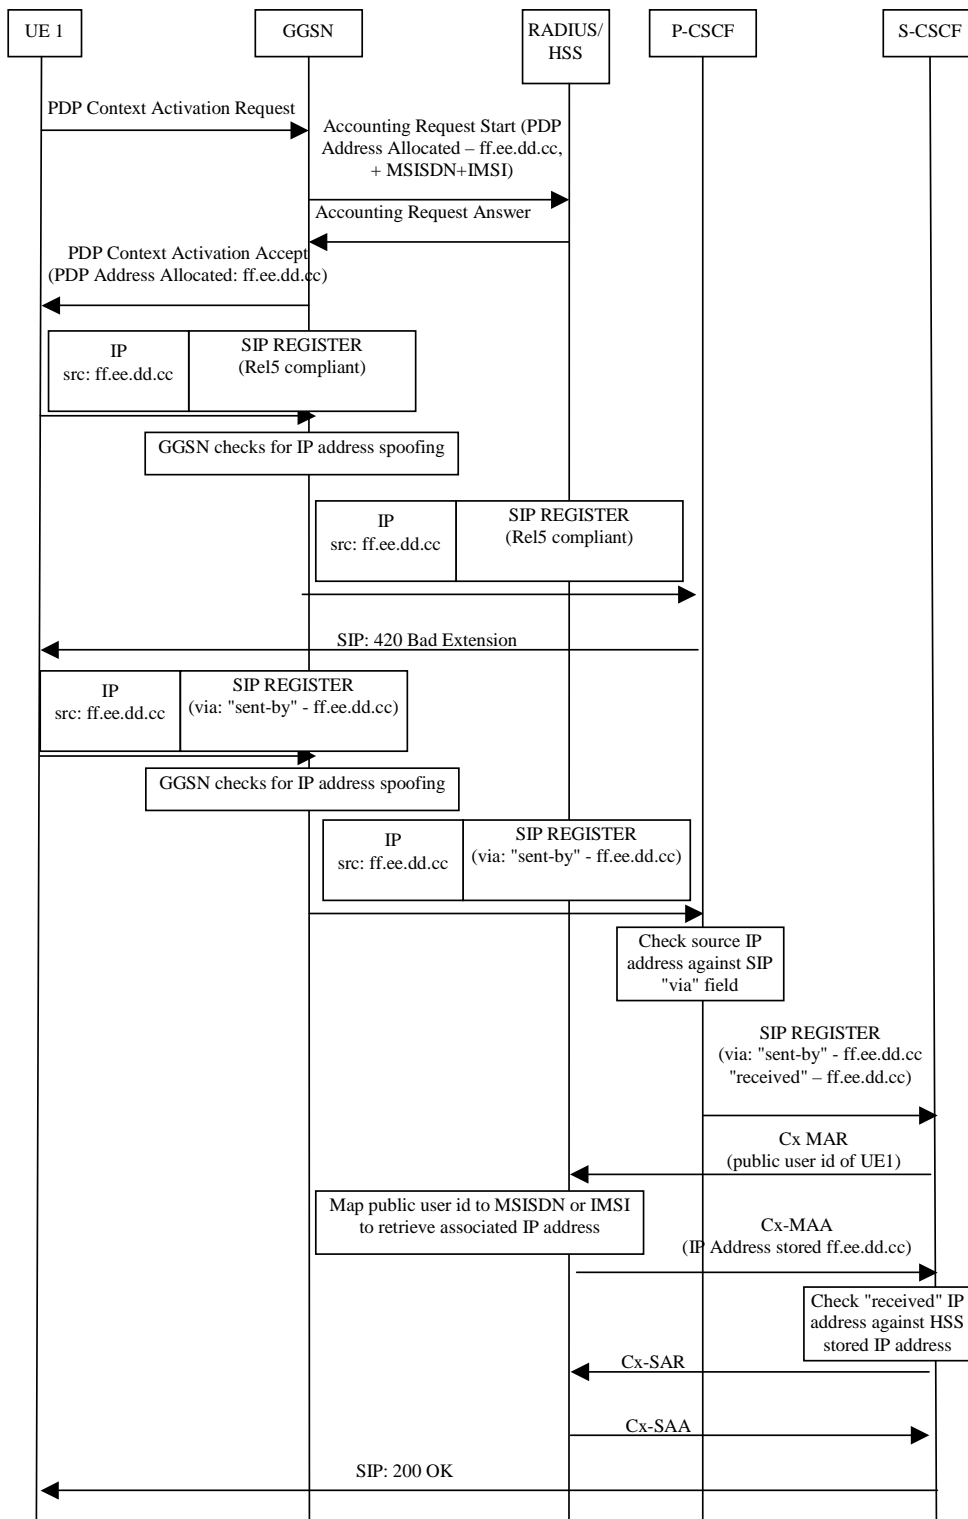 UE 1
GGSN
RADIUS/
HSS
P-CSCF
S-CSCF
PDP Context Activation Request
Accounting Request Start (PDP
Address Allocated – ff.ee.dd.cc,
+ MSISDN+IMSI)
Accounting Request Answer
PDP Context Activation Accept
(PDP Address Allocated: ff.ee.dd.cc)
IP
src: ff.ee.dd.cc
SIP REGISTER
(Rel5 compliant)
GGSN checks for IP address spoofing
IP
src: ff.ee.dd.cc
SIP REGISTER
(Rel5 compliant)
SIP: 420 Bad Extension
IP
src: ff.ee.dd.cc
SIP REGISTER
(via: "sent-by" - ff.ee.dd.cc)
GGSN checks for IP address spoofing
IP
src: ff.ee.dd.cc
SIP REGISTER
(via: "sent-by" - ff.ee.dd.cc)
Check source IP
address against SIP
"via" field
SIP REGISTER
(via: "sent-by" - ff.ee.dd.cc
"received" – ff.ee.dd.cc)
Cx MAR
(public user id of UE1)
Map public user id to MSISDN or IMSI
to retrieve associated IP address
Cx-MAA
(IP Address stored ff.ee.dd.cc)
Check "received" IP
address against HSS
stored IP address
Cx-SAR
Cx-SAA
SIP: 200 OK